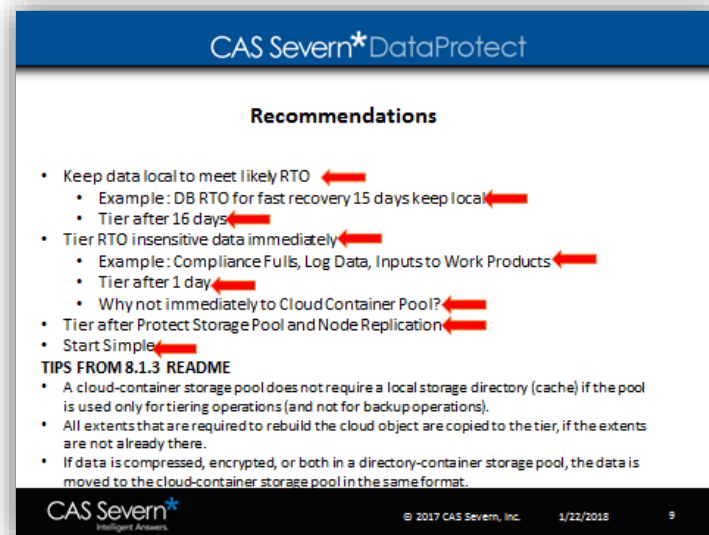 CAS Severn* DataProtect
Recommendations
• Keep data local to meet likely RTO
• Example: DB RTO for fast recovery 15 days keep local
• Tier after 16 days
• Tier RTO insensitive data immediately
• Example: Compliance Fulls, Log Data, Inputs to Work Products
• Tier after 1 day
• Why not immediately to Cloud Container Pool?
• Tier after Protect Storage Pool and Node Replication
• Start Simple
TIPS FROM 8.1.3 README
• A cloud-container storage pool does not require a local storage directory (cache) if the pool
is used only for tiering operations (and not for backup operations).
• All extents that are required to rebuild the cloud object are copied to the tier, if the extents
are not already there.
• If data is compressed, encrypted, or both in a directory-container storage pool, the data is
moved to the cloud-container storage pool in the same format.
CAS Severn*
Intelligent Answers.
© 2017 CAS Severn, Inc. 1/22/2018 9